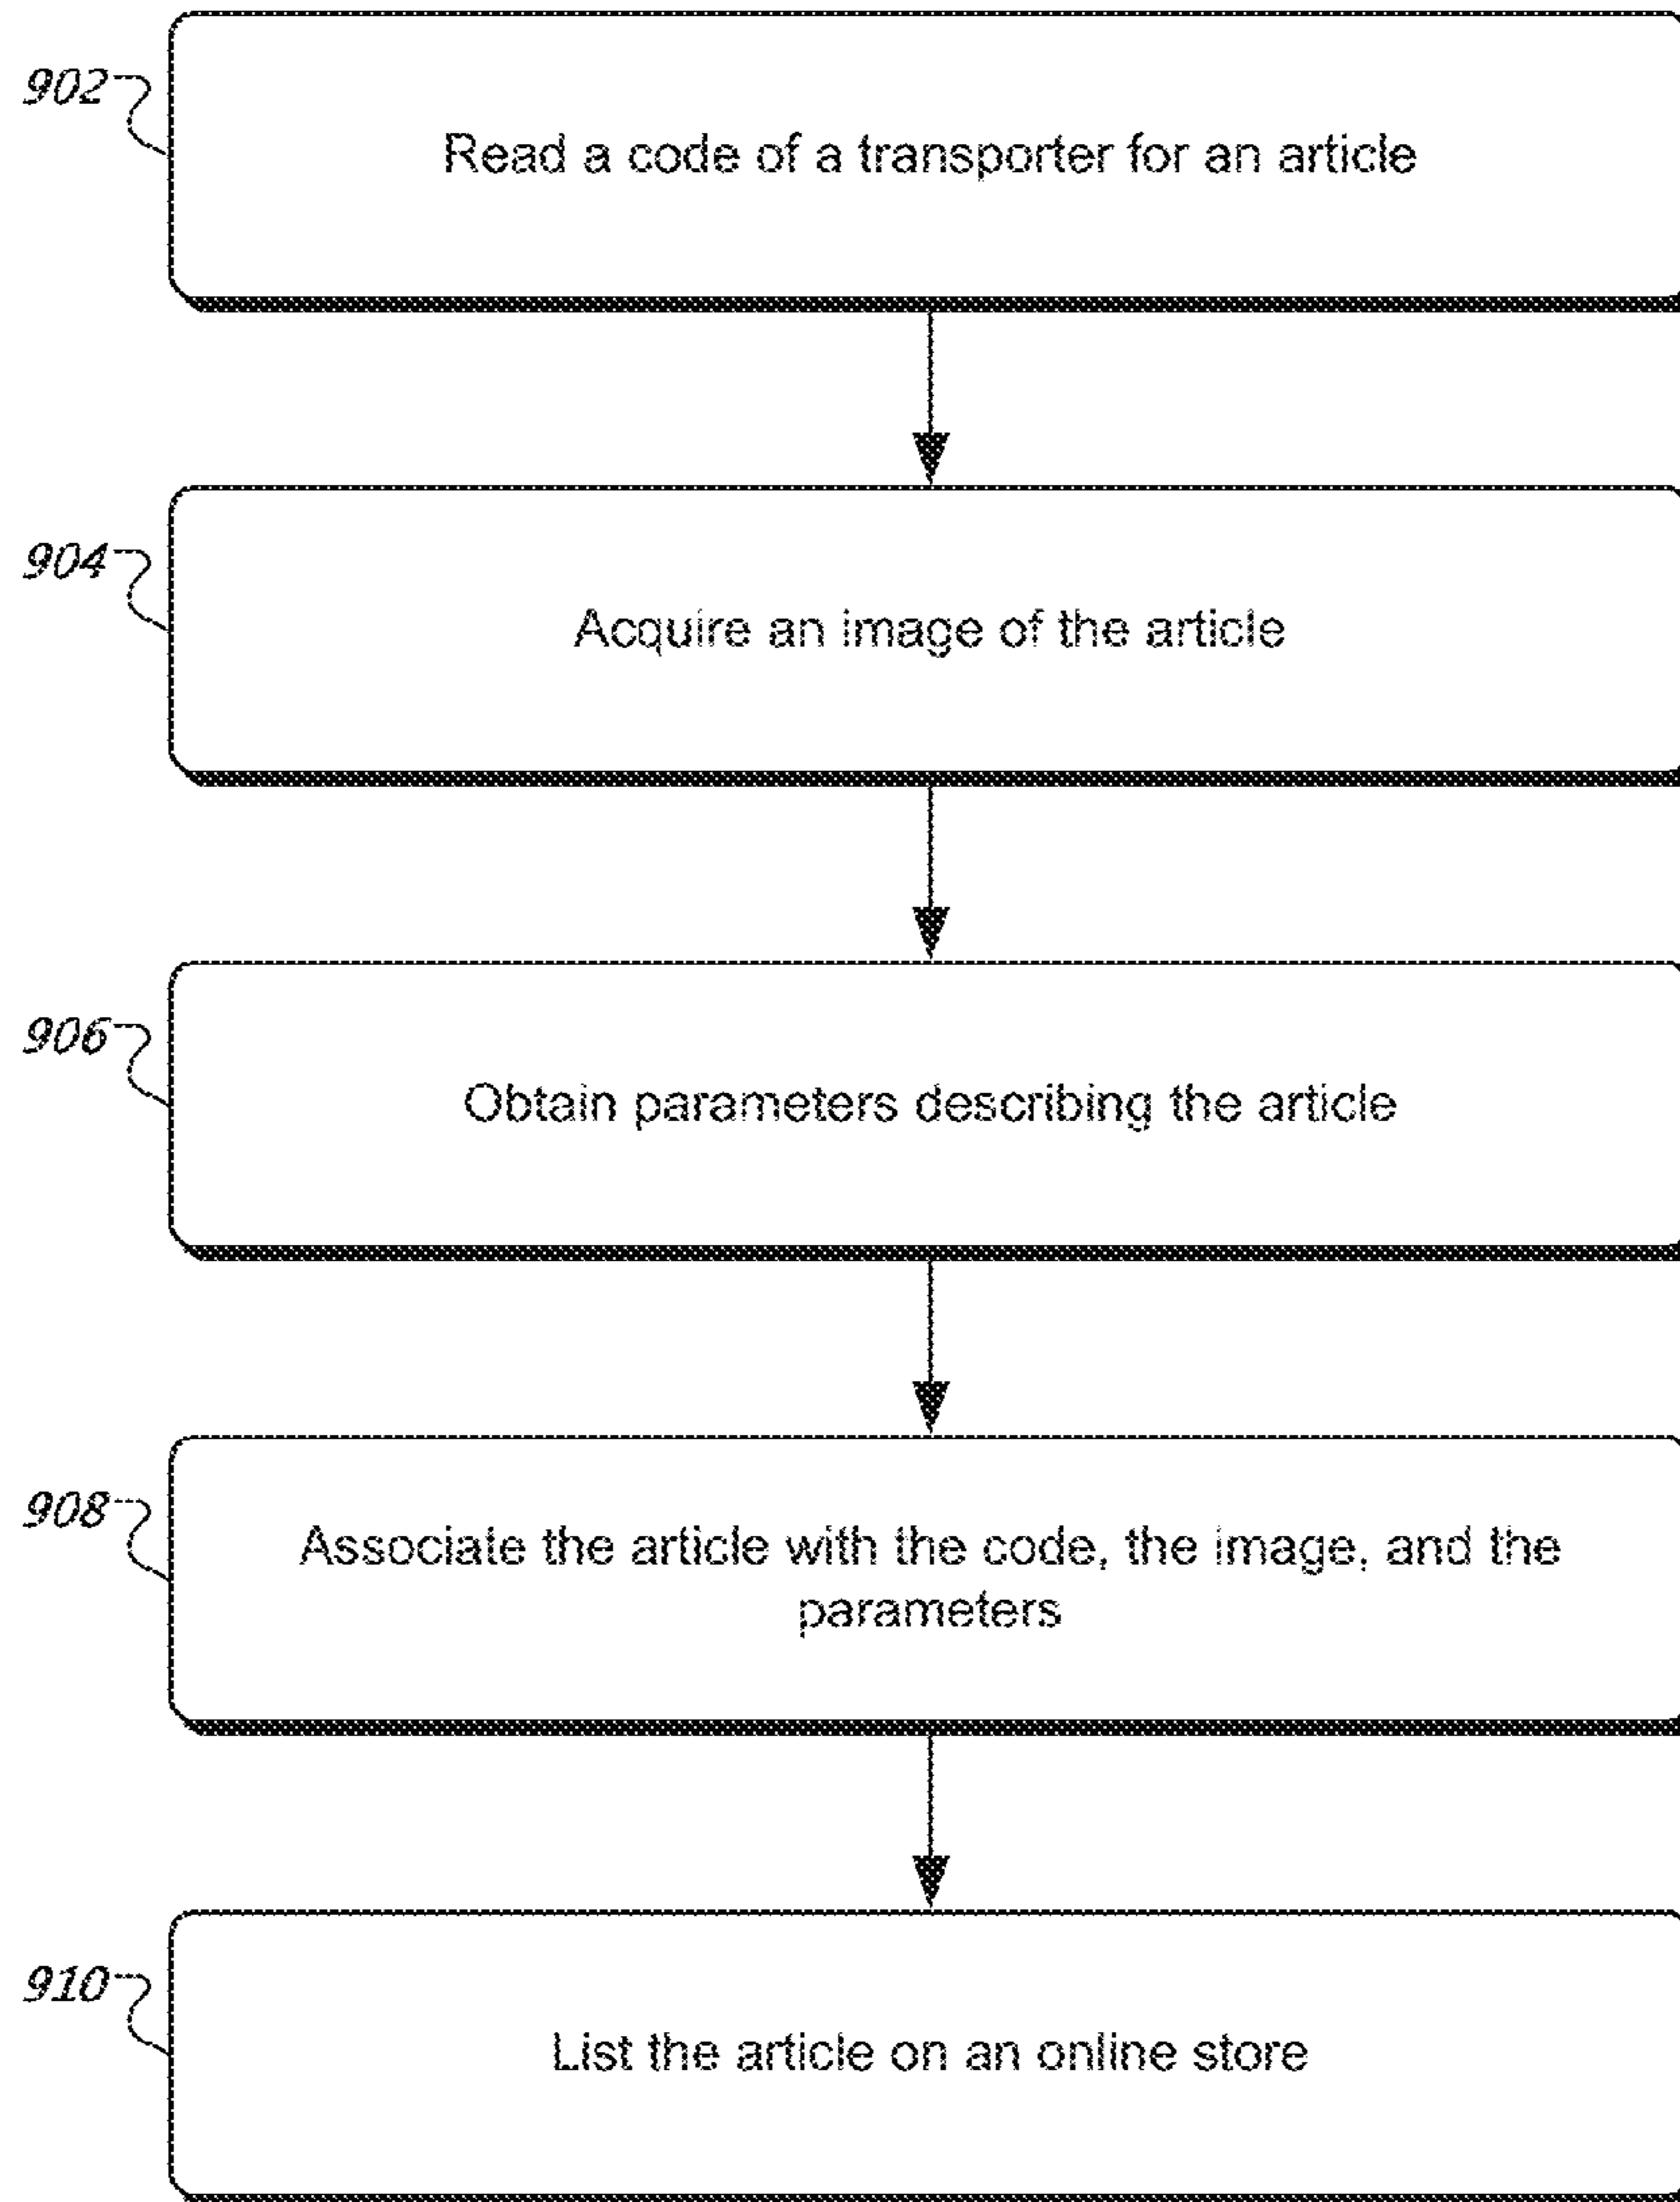 902
Read a code of a transporter for an article
904
Acquire an image of the article
906
Obtain parameters describing the article
908
Associate the article with the code, the image, and the
parameters
910
List the article on an online store